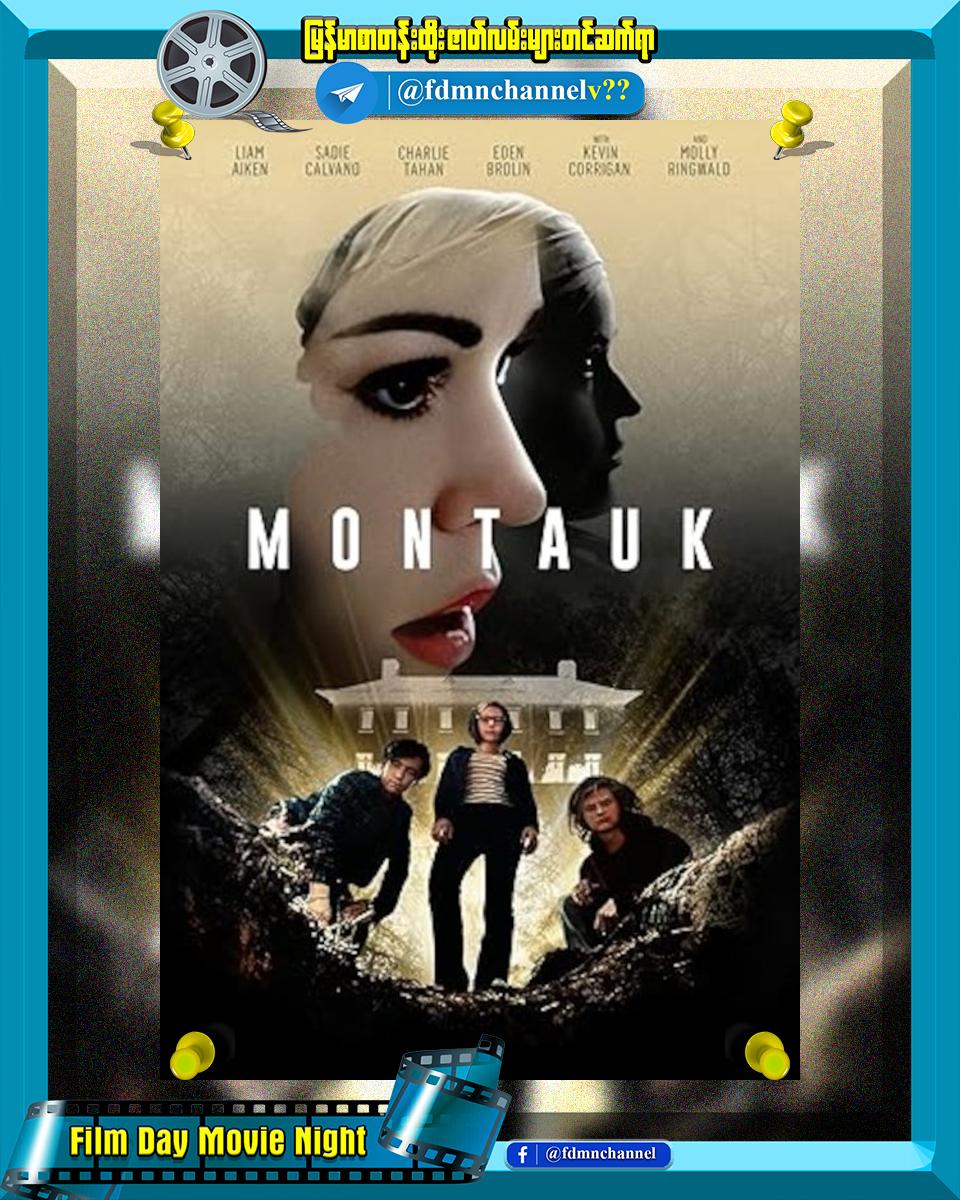 မြန်မာစာတန်းထိုးဇာတ်လမ်းများတင်ဆက်ရာ
@fdmnchannelv??
LIAM AIKEN
SADIE CALVANO
CHARLIE TAHAN
EDEN BROLIN
WITH KEVIN CORRIGAN
AND MOLLY RINGWALD
MONTAUK
Film Day Movie Night
@fdmnchannel